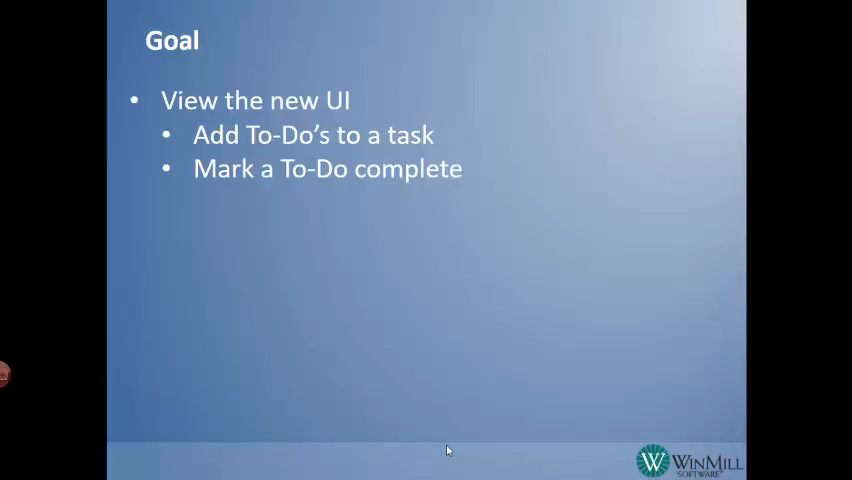 Goal
• View the new UI
• Add To-Do's to a task
• Mark a To-Do complete
W WINMILL
SOFTWARE®